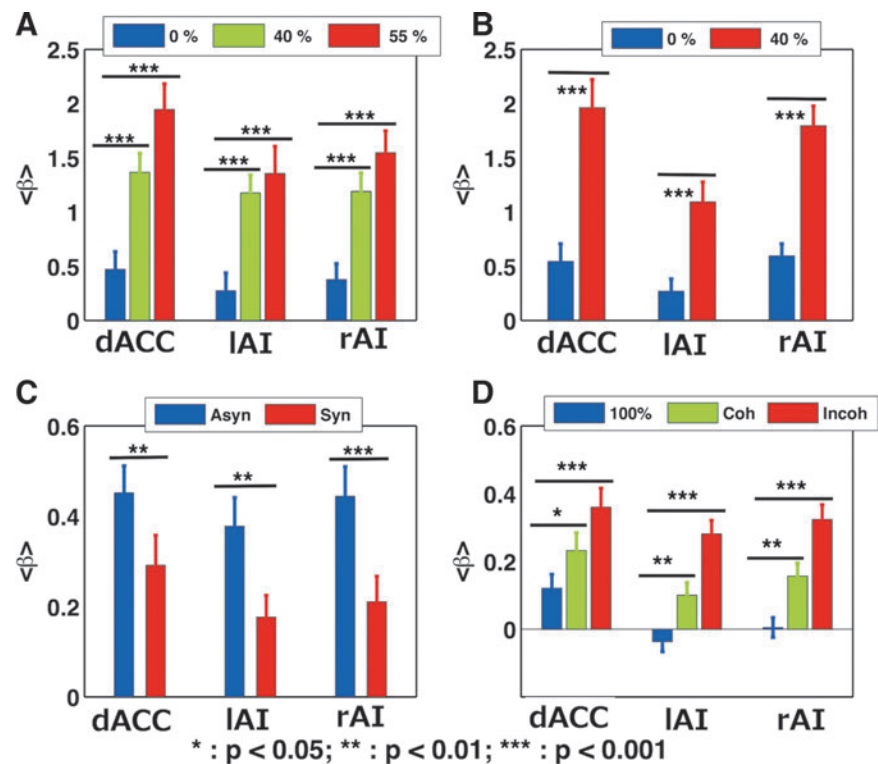 A
0 % 40 % 55 %
2.5
2
1.5
1
0.5
0
<β>
*** *** *** *** *** ***
dACC lAI rAI
B
0 % 40 %
2.5
2
1.5
1
0.5
0
<β>
*** *** ***
dACC lAI rAI
C
Asyn Syn
0.6
0.4
0.2
0
<β>
** ** ***
dACC lAI rAI
D
100% Coh Incoh
0.6
0.4
0.2
0
<β>
*** * *** ** *** **
dACC lAI rAI
* : p < 0.05; ** : p < 0.01; *** : p < 0.001